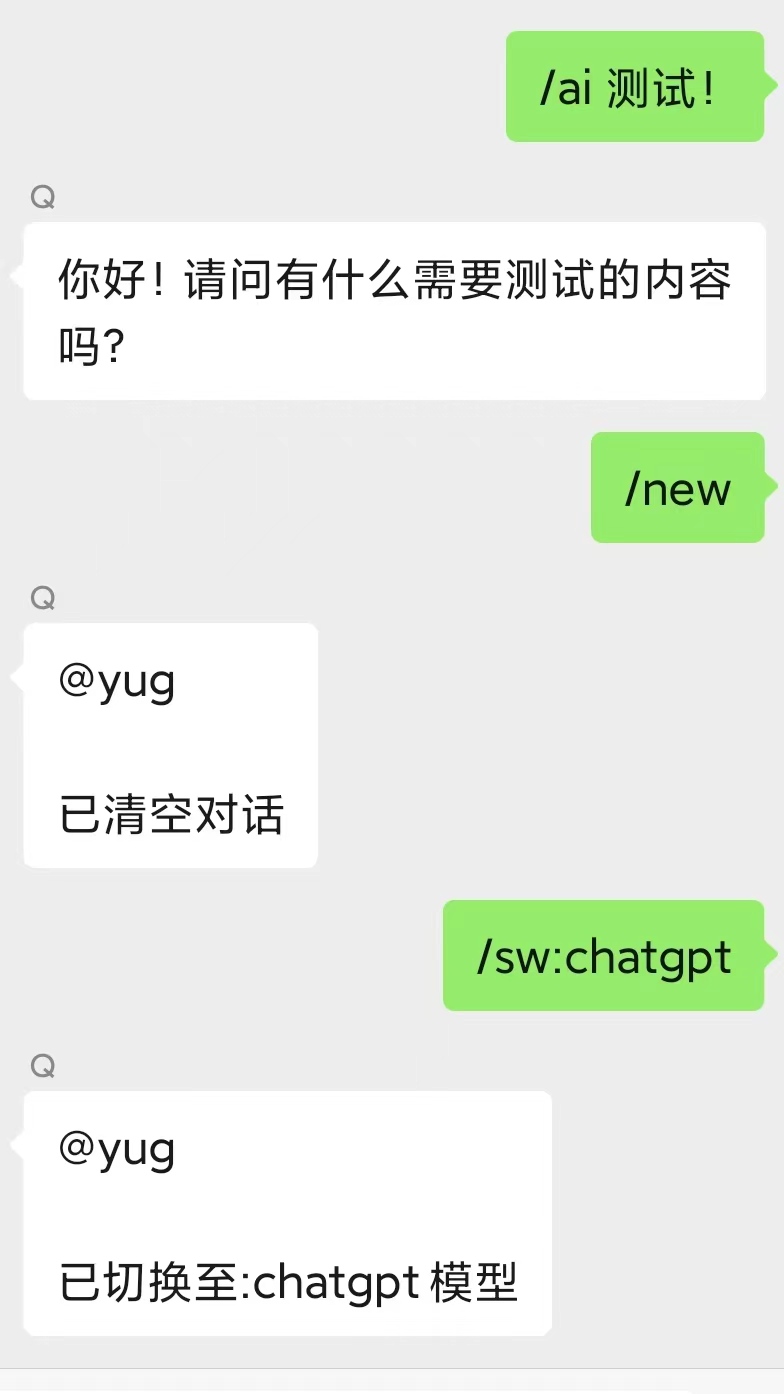 /ai 测试！
Q
你好！请问有什么需要测试的内容
吗？
/new
Q
@yug
已清空对话
/sw:chatgpt
Q
@yug
已切换至:chatgpt 模型